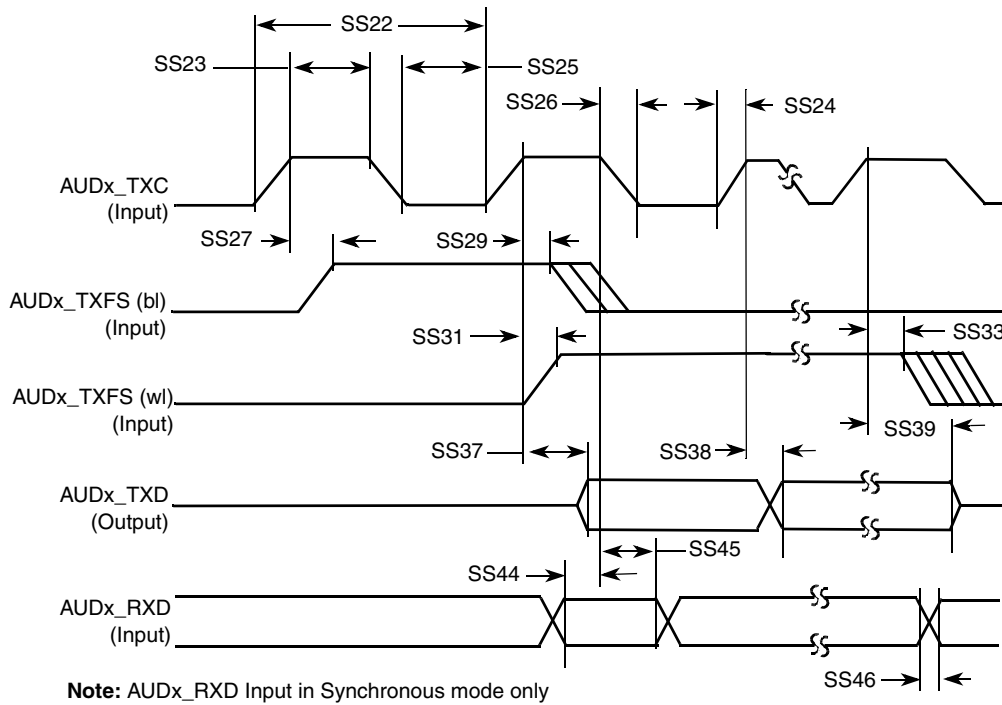 SS22
SS23
SS25
SS26
SS24
AUDx_TXC
(Input)
SS27
SS29
AUDx_TXFS (bl)
(Input)
SS31
SS33
AUDx_TXFS (wl)
(Input)
SS39
SS37
SS38
AUDx_TXD
(Output)
SS45
SS44
AUDx_RXD
(Input)
SS46
Note: AUDx_RXD Input in Synchronous mode only